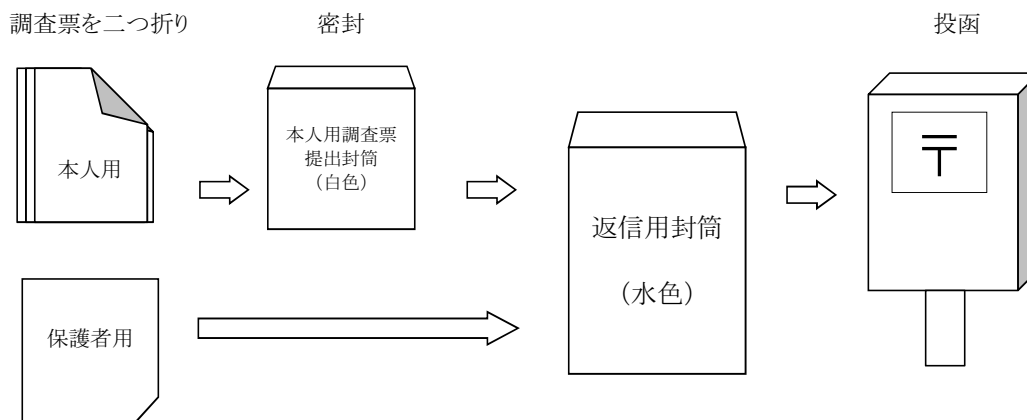 調査票を二つ折り
密封
投函
本人用
本人用調査票
提出封筒
（白色）
返信用封筒
（水色）
〒
保護者用